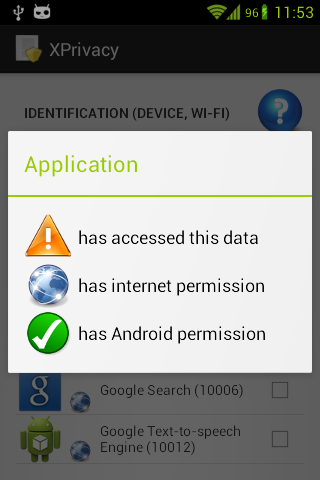 96 11:53
XPrivacy
IDENTIFICATION (DEVICE, WI-FI)
?
Application
has accessed this data
has internet permission
has Android permission
g
Google Search (10006)
Google Text-to-speech
Engine (10012)